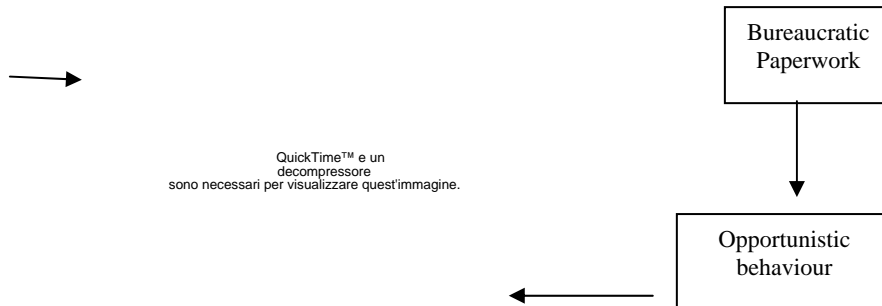 Bureaucratic
Paperwork
QuickTime™ e un
decompressore
sono necessari per visualizzare quest'immagine.
Opportunistic
behaviour